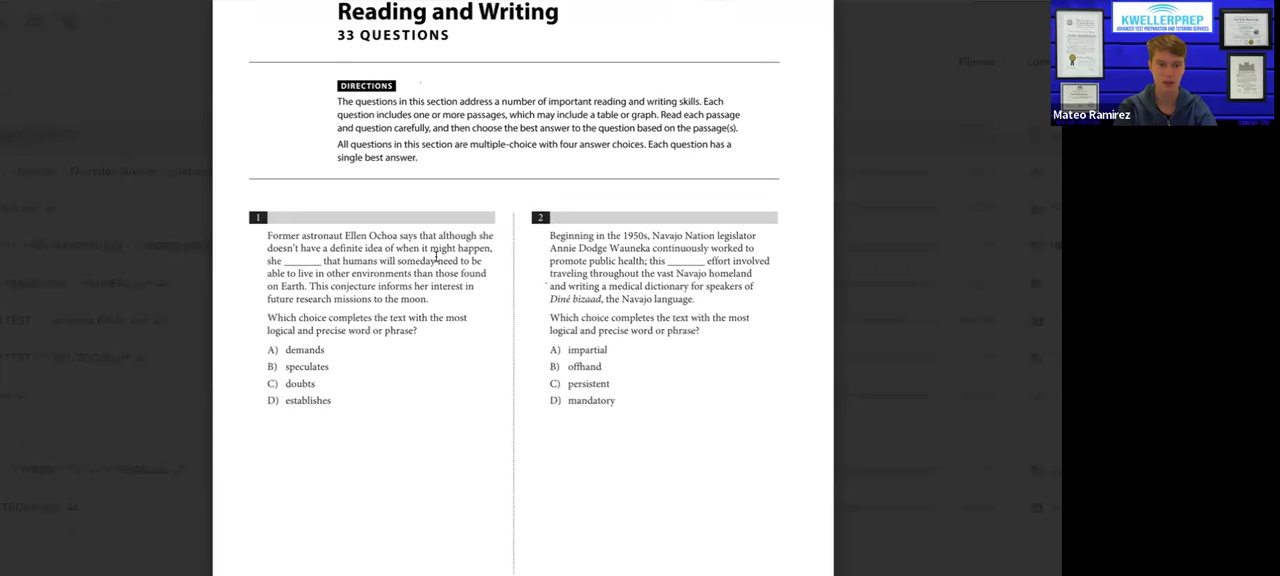 Reading and Writing
33 QUESTIONS
DIRECTIONS
The questions in this section address a number of important reading and writing skills. Each
question includes one or more passages, which may include a table or graph. Read each passage
and question carefully, and then choose the best answer to the question based on the passage(s).
All questions in this section are multiple-choice with four answer choices. Each question has a
single best answer.
1
Former astronaut Ellen Ochoa says that although she
doesn't have a definite idea of when it might happen,
she ______ that humans will someday need to be
able to live in other environments than those found
on Earth. This conjecture informs her interest in
future research missions to the moon.
Which choice completes the text with the most
logical and precise word or phrase?
A) demands
B) speculates
C) doubts
D) establishes
2
Beginning in the 1950s, Navajo Nation legislator
Annie Dodge Wauneka continuously worked to
promote public health; this ______ effort involved
traveling throughout the vast Navajo homeland
and writing a medical dictionary for speakers of
Diné bizaad, the Navajo language.
Which choice completes the text with the most
logical and precise word or phrase?
A) impartial
B) offhand
C) persistent
D) mandatory
KWELLERPREP
ADVANCED TEST PREPARATION AND TUTORING SERVICES
Mateo Ramirez